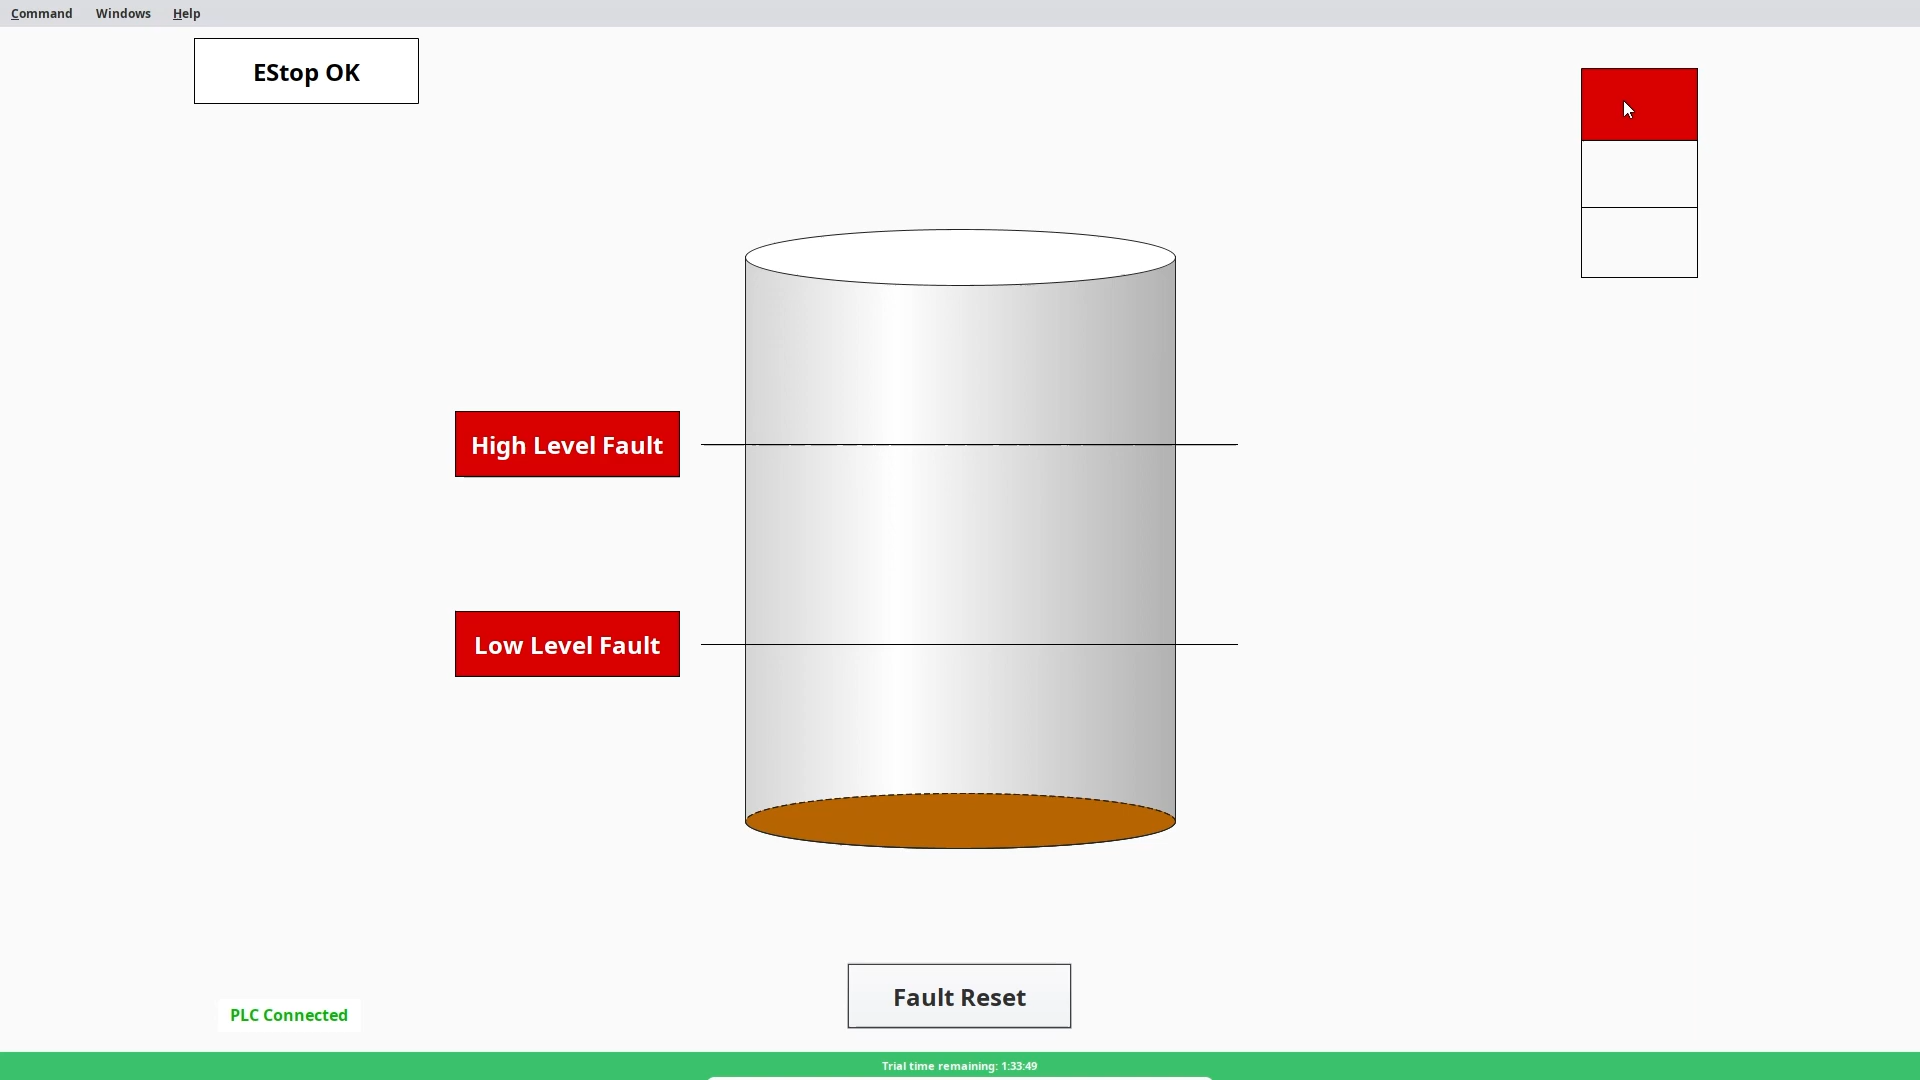 Command Windows Help
EStop OK
High Level Fault
Low Level Fault
Fault Reset
PLC Connected
Trial time remaining: 1:33:49